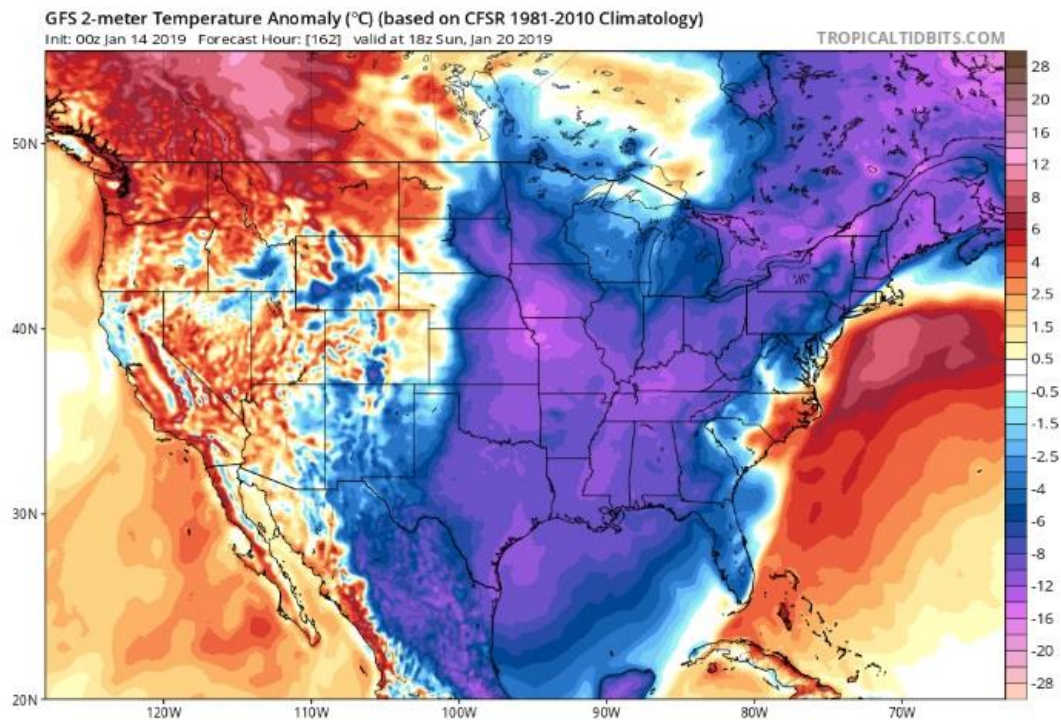 GFS 2-meter Temperature Anomaly (°C) (based on CFSR 1981-2010 Climatology)
Init: 00z Jan 14 2019 Forecast Hour: [162] valid at 18z Sun, Jan 20 2019 TROPICALTIDBITS.COM
28
20
16
12
8
6
4
2.5
1.5
0.5
-0.5
-1.5
-2.5
-4
-6
-8
-12
-16
-20
-28
50N
40N
30N
20N
120W 110W 100W 90W 80W 70W